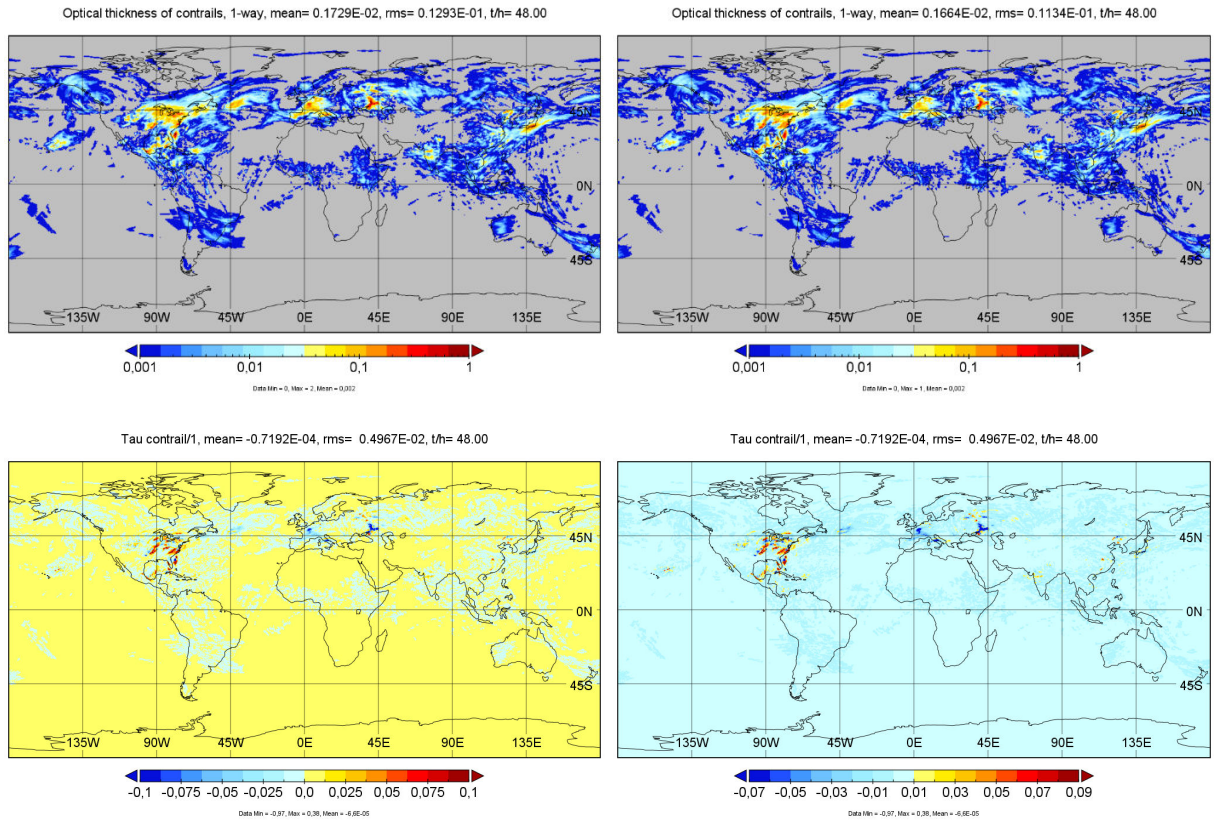 Optical thickness of contrails, 1-way, mean= 0.1729E-02, rms= 0.1293E-01, t/h= 48.00
45N
0N
45S
135W 90W 45W 0E 45E 90E 135E
0,001 0,01 0,1 1
Data Min = 0, Max = 2, Mean = 0,002
Optical thickness of contrails, 1-way, mean= 0.1664E-02, rms= 0.1134E-01, t/h= 48.00
45N
0N
45S
135W 90W 45W 0E 45E 90E 135E
0,001 0,01 0,1 1
Data Min = 0, Max = 1, Mean = 0,002
Tau contrail/1, mean= -0.7192E-04, rms= 0.4967E-02, t/h= 48.00
45N
0N
45S
135W 90W 45W 0E 45E 90E 135E
-0,1 -0,075 -0,05 -0,025 0,0 0,025 0,05 0,075 0,1
Data Min = -0,97, Max = 0,38, Mean = -6,6E-05
Tau contrail/1, mean= -0.7192E-04, rms= 0.4967E-02, t/h= 48.00
45N
0N
45S
135W 90W 45W 0E 45E 90E 135E
-0,07 -0,05 -0,03 -0,01 0,01 0,03 0,05 0,07 0,09
Data Min = -0,97, Max = 0,38, Mean = -6,6E-05